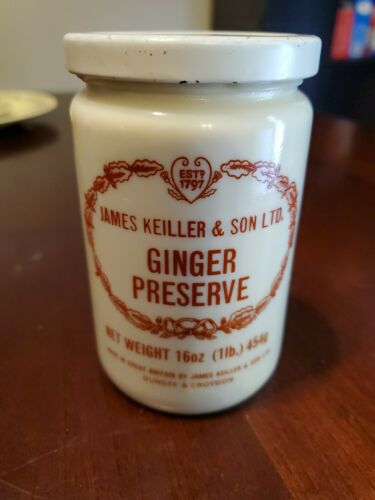 ESTD
1797
JAMES KEILLER & SON LTD.
GINGER
PRESERVE
NET WEIGHT 16oz (1lb.) 454g
MADE IN GREAT BRITAIN BY JAMES KEILLER & SON LTD.
DUNDEE & CROYDON